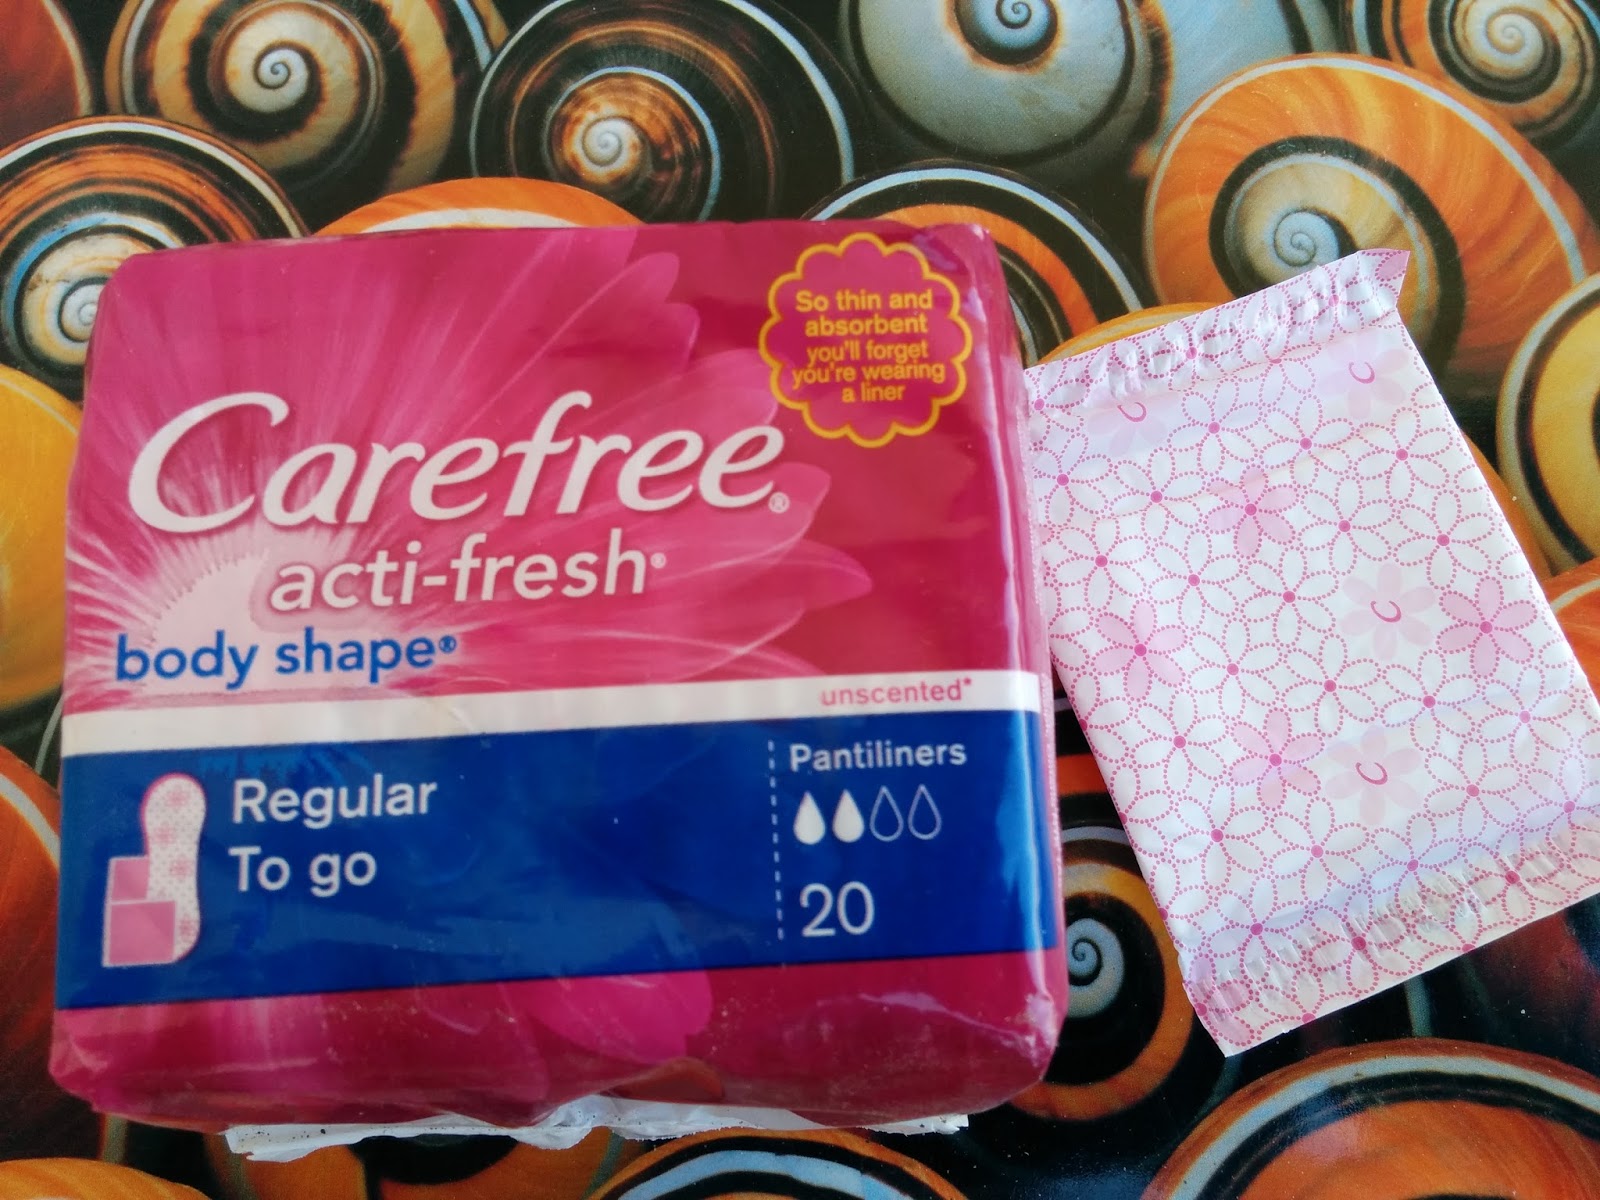 So thin and
absorbent
you'll forget
you're wearing
a liner
Carefree®
acti-fresh®
body shape®
unscented*
Regular
To go
Pantiliners
20
C
C
C
C